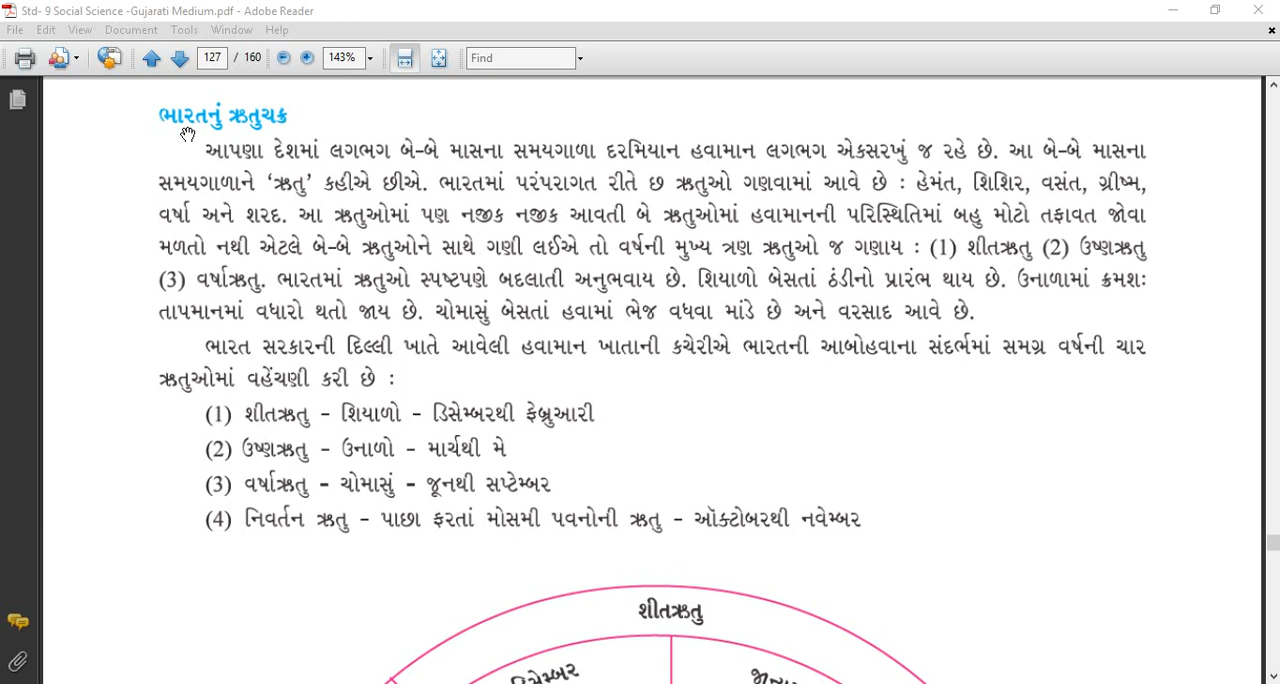 Std- 9 Social Science -Gujarati Medium.pdf - Adobe Reader
File Edit View Document Tools Window Help
127 / 160 143% Find
ભારતનું ઋતુચક્ર
આપણા દેશમાં લગભગ બે-બે માસના સમયગાળા દરમિયાન હવામાન લગભગ એકસરખું જ રહે છે. આ બે-બે માસના
સમયગાળાને ‘ઋતુ’ કહીએ છીએ. ભારતમાં પરંપરાગત રીતે છ ઋતુઓ ગણવામાં આવે છે : હેમંત, શિશિર, વસંત, ગ્રીષ્મ,
વર્ષા અને શરદ. આ ઋતુઓમાં પણ નજીક નજીક આવતી બે ઋતુઓમાં હવામાનની પરિસ્થિતિમાં બહુ મોટો તફાવત જોવા
મળતો નથી એટલે બે-બે ઋતુઓને સાથે ગણી લઈએ તો વર્ષની મુખ્ય ત્રણ ઋતુઓ જ ગણાય : (1) શીતઋતુ (2) ઉષ્ણઋતુ
(3) વર્ષાઋતુ. ભારતમાં ઋતુઓ સ્પષ્ટપણે બદલાતી અનુભવાય છે. શિયાળો બેસતાં ઠંડીનો પ્રારંભ થાય છે. ઉનાળામાં ક્રમશઃ
તાપમાનમાં વધારો થતો જાય છે. ચોમાસું બેસતાં હવામાં ભેજ વધવા માંડે છે અને વરસાદ આવે છે.
ભારત સરકારની દિલ્લી ખાતે આવેલી હવામાન ખાતાની કચેરીએ ભારતની આબોહવાના સંદર્ભમાં સમગ્ર વર્ષની ચાર
ઋતુઓમાં વહેંચણી કરી છે :
(1) શીતઋતુ - શિયાળો - ડિસેમ્બરથી ફેબ્રુઆરી
(2) ઉષ્ણઋતુ - ઉનાળો - માર્ચથી મે
(3) વર્ષાઋતુ - ચોમાસું - જૂનથી સપ્ટેમ્બર
(4) નિવર્તન ઋતુ - પાછા ફરતાં મોસમી પવનોની ઋતુ - ઑક્ટોબરથી નવેમ્બર
શીતઋતુ